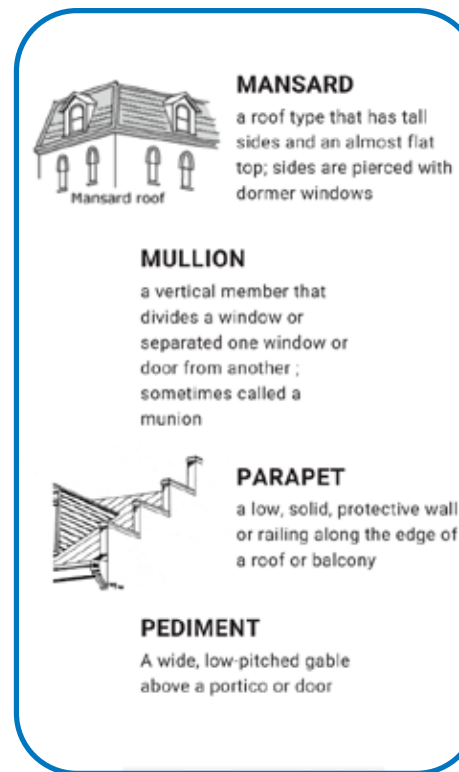 MANSARD
a roof type that has tall
sides and an almost flat
top; sides are pierced with
dormer windows
Mansard roof
MULLION
a vertical member that
divides a window or
separated one window or
door from another ;
sometimes called a
munion
PARAPET
a low, solid, protective wall
or railing along the edge of
a roof or balcony
PEDIMENT
A wide, low-pitched gable
above a portico or door